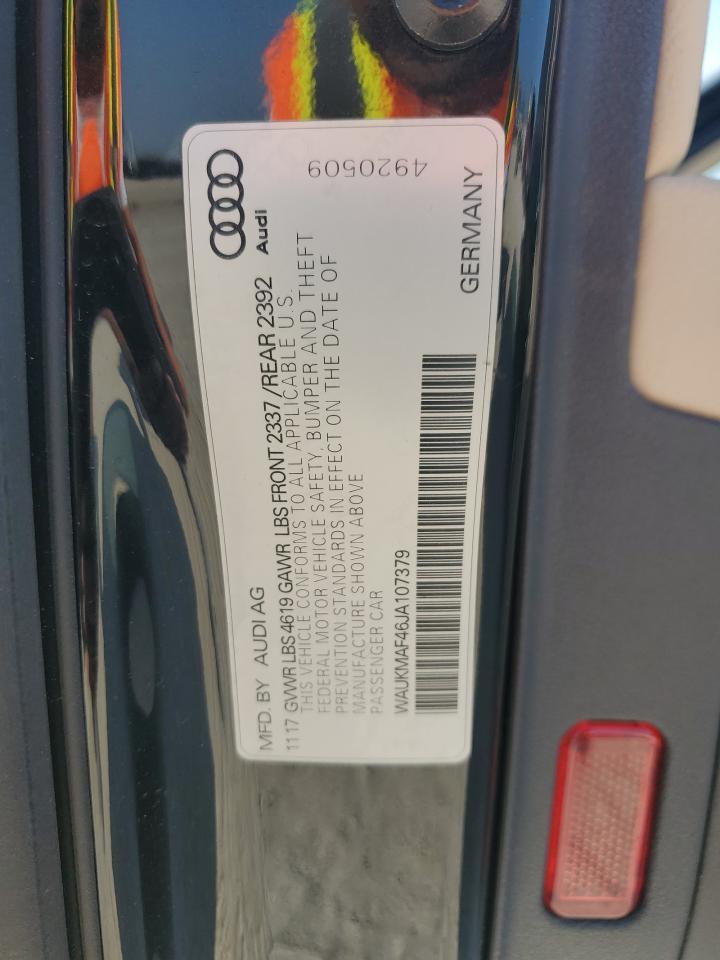 MFD. BY AUDI AG
Audi
1117 GVWR LBS 4619 GAWR LBS FRONT 2337 /REAR 2392
THIS VEHICLE CONFORMS TO ALL APPLICABLE U.S.
FEDERAL MOTOR VEHICLE SAFETY, BUMPER AND THEFT
PREVENTION STANDARDS IN EFFECT ON THE DATE OF
MANUFACTURE SHOWN ABOVE
PASSENGER CAR
WAUKMAF46JA107379
GERMANY
4920509